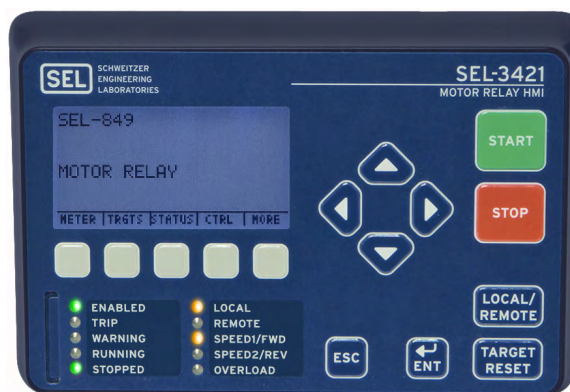 SEL
SCHWEITZER
ENGINEERING
LABORATORIES
SEL-3421
MOTOR RELAY HMI
SEL-849
MOTOR RELAY
METER TRGTS STATUS CTRL MORE
START
STOP
ENABLED
TRIP
WARNING
RUNNING
STOPPED
LOCAL
REMOTE
SPEED1/FWD
SPEED2/REV
OVERLOAD
ESC
ENT
LOCAL/
REMOTE
TARGET
RESET